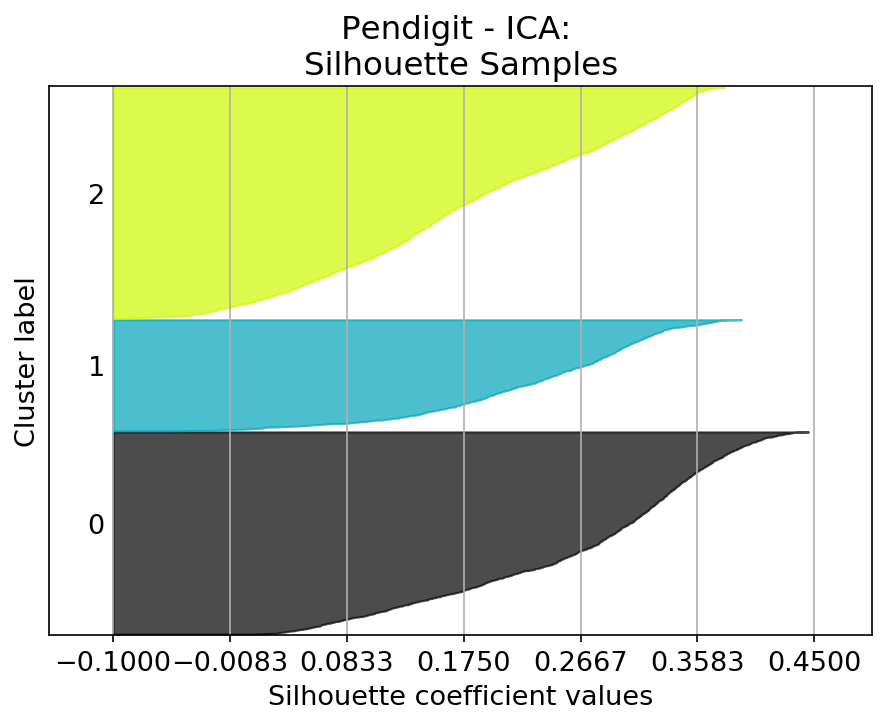 Pendigit - ICA:
Silhouette Samples
Cluster label
2
1
0
−0.1000 −0.0083 0.0833 0.1750 0.2667 0.3583 0.4500
Silhouette coefficient values